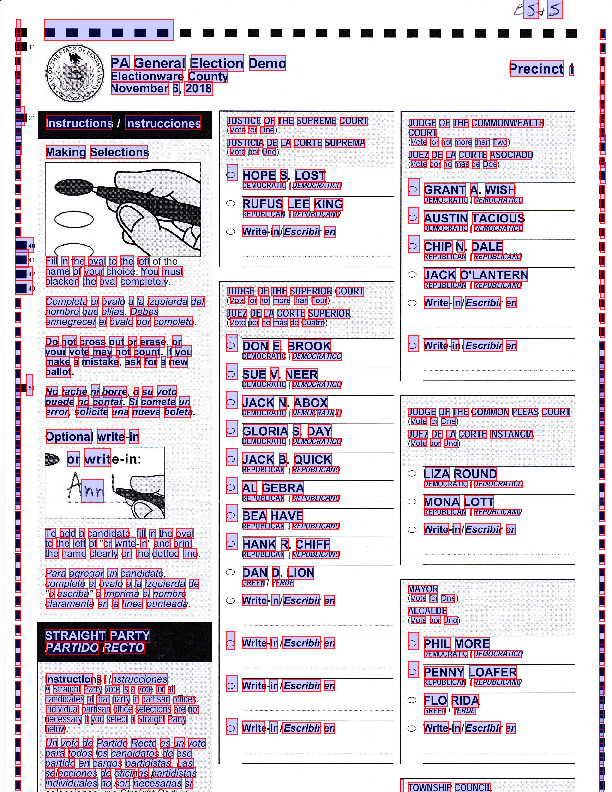 5 of 5
11
PA General Election Demo
Electionware County
November 6, 2018
Precinct 1
21
Instructions / Instrucciones
Making Selections
40
41
42
43
Fill in the oval to the left of the
name of your choice. You must
blacken the oval completely.
Completa el óvalo a la izquierda del
nombre que elijas. Debes
ennegrecer el óvalo por completo.
Do not cross out or erase, or
your vote may not count. If you
make a mistake, ask for a new
ballot.
No tache ni borre, o su voto
puede no contar. Si comete un
error, solicite una nueva boleta.
Optional write-in
or write-in:
Ann
To add a candidate, fill in the oval
to the left of "or write-in" and print
the name clearly on the dotted line.
Para agregar un candidato,
complete el óvalo a la izquierda de
"o escriba" e imprima el nombre
claramente en la línea punteada.
STRAIGHT PARTY
PARTIDO RECTO
Instructions / Instrucciones
A Straight Party vote is a vote for all
candidates of that party in partisan offices.
Individual partisan office selections are not
necessary if you select a Straight Party
below.
Un voto de Partido Recto es un voto
para todos los candidatos de ese
partido en cargos partidistas. Las
selecciones de oficinas partidistas
individuales no son necesarias si
JUSTICE OF THE SUPREME COURT
(Vote for One)
JUSTICIA DE LA CORTE SUPREMA
(Vote por Uno)
HOPE S. LOST
DEMOCRATIC / DEMOCRÁTICO
RUFUS LEE KING
REPUBLICAN / REPUBLICANO
Write-in/Escribir en
JUDGE OF THE SUPERIOR COURT
(Vote for not more than Four)
JUEZ DE LA CORTE SUPERIOR
(Vote por no más de Cuatro)
DON E. BROOK
DEMOCRATIC / DEMOCRÁTICO
SUE V. NEER
DEMOCRATIC / DEMOCRÁTICO
JACK N. ABOX
DEMOCRATIC / DEMOCRÁTICO
GLORIA S. DAY
DEMOCRATIC / DEMOCRÁTICO
JACK B. QUICK
REPUBLICAN / REPUBLICANO
AL GEBRA
REPUBLICAN / REPUBLICANO
BEA HAVE
REPUBLICAN / REPUBLICANO
HANK R. CHIFF
REPUBLICAN / REPUBLICANO
DAN D. LION
GREEN / VERDE
Write-in/Escribir en
Write-in/Escribir en
Write-in/Escribir en
Write-in/Escribir en
JUDGE OF THE COMMONWEALTH
COURT
(Vote for not more than Two)
JUEZ DE LA CORTE ASOCIADO
(Vote por no más de Dos)
GRANT A. WISH
DEMOCRATIC / DEMOCRÁTICO
AUSTIN TACIOUS
DEMOCRATIC / DEMOCRÁTICO
CHIP N. DALE
REPUBLICAN / REPUBLICANO
JACK O'LANTERN
REPUBLICAN / REPUBLICANO
Write-in/Escribir en
Write-in/Escribir en
JUDGE OF THE COMMON PLEAS COURT
(Vote for One)
JUEZ DE LA CORTE INSTANCIA
(Vote por Uno)
LIZA ROUND
DEMOCRATIC / DEMOCRÁTICO
MONA LOTT
REPUBLICAN / REPUBLICANO
Write-in/Escribir en
MAYOR
(Vote for One)
ALCALDE
(Vote por Uno)
PHIL MORE
DEMOCRATIC / DEMOCRÁTICO
PENNY LOAFER
REPUBLICAN / REPUBLICANO
FLO RIDA
GREEN / VERDE
Write-in/Escribir en
TOWNSHIP COUNCIL